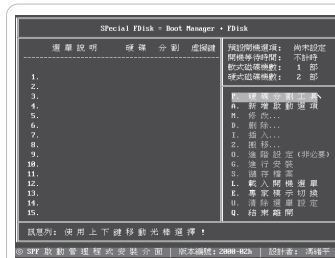 SPecial FDisk = Boot Manager + FDisk
選單說明 硬碟 分割 虛擬鍵
1.
2.
3.
4.
5.
6.
7.
8.
9.
10.
11.
12.
13.
14.
15.
預設開機選項: 尚未設定
開機等待時間: 不計時
軟式磁碟機數: 1 部
硬式磁碟機數: 2 部
P. 硬碟分割工具
A. 新增啟動選項
M. 修改...
D. 刪除...
I. 插入...
Z. 搬移...
O. 進階設定(非必要)
G. 進行安裝
S. 儲存檔案
L. 載入開機選單
E. 專家模示切換
U. 清除選單設定
Q. 結束離開
訊息列: 使用上下鍵移動光棒選擇!
© SPF 啟動管理程式安裝介面 | 版本編號: 2000-02h | 設計者: 馮緒平